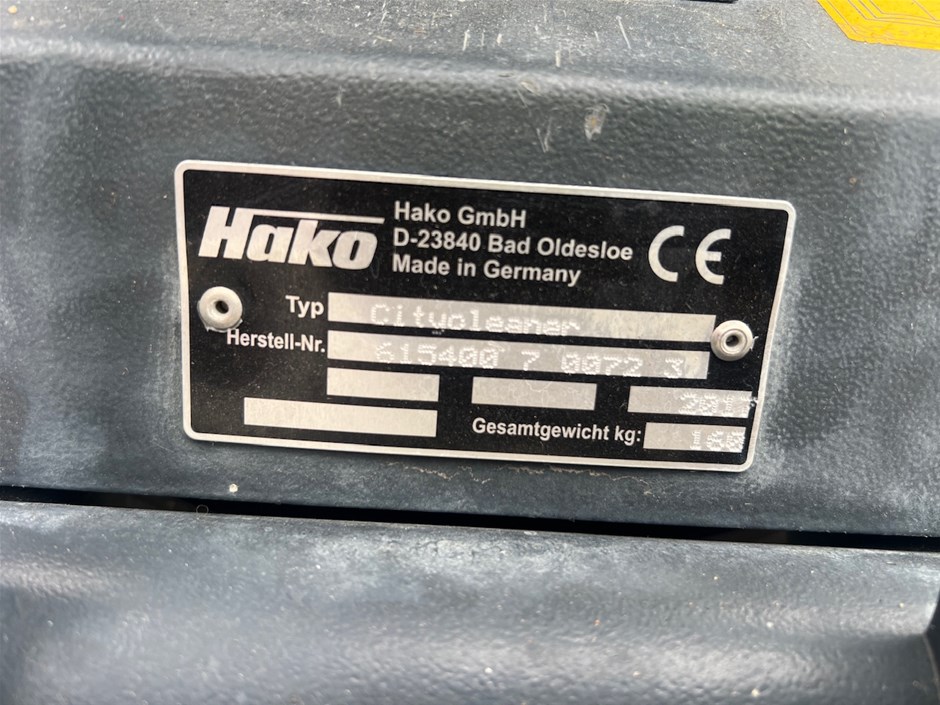 Hako
Hako GmbH
D-23840 Bad Oldesloe
Made in Germany
CE
Typ Citycleaner
Herstell-Nr. 615400 7 0072 3
Gesamtgewicht kg: